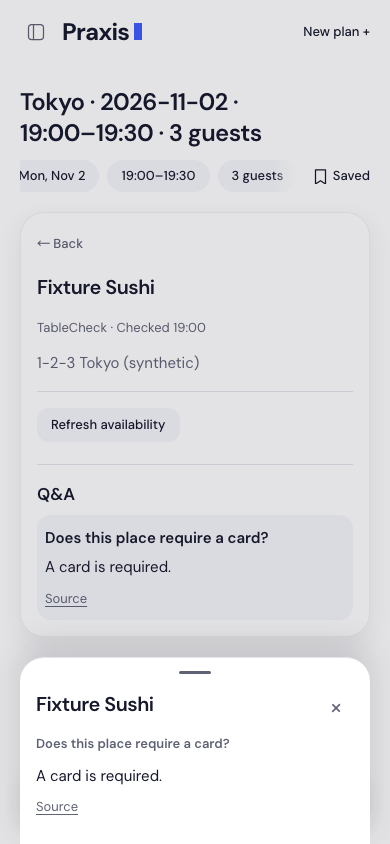 Praxis
New plan +
Tokyo · 2026-11-02 ·
19:00–19:30 · 3 guests
Mon, Nov 2
19:00–19:30
3 guests
Saved
← Back
Fixture Sushi
TableCheck · Checked 19:00
1-2-3 Tokyo (synthetic)
Refresh availability
Q&A
Does this place require a card?
A card is required.
Source
Fixture Sushi
×
Does this place require a card?
A card is required.
Source